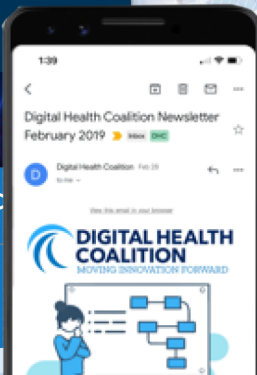 1:39
Digital Health Coalition Newsletter
February 2019 Inbox DHC
D
Digital Health Coalition Feb 28
to me
View this email in your browser
DIGITAL HEALTH
COALITION
MOVING INNOVATION FORWARD